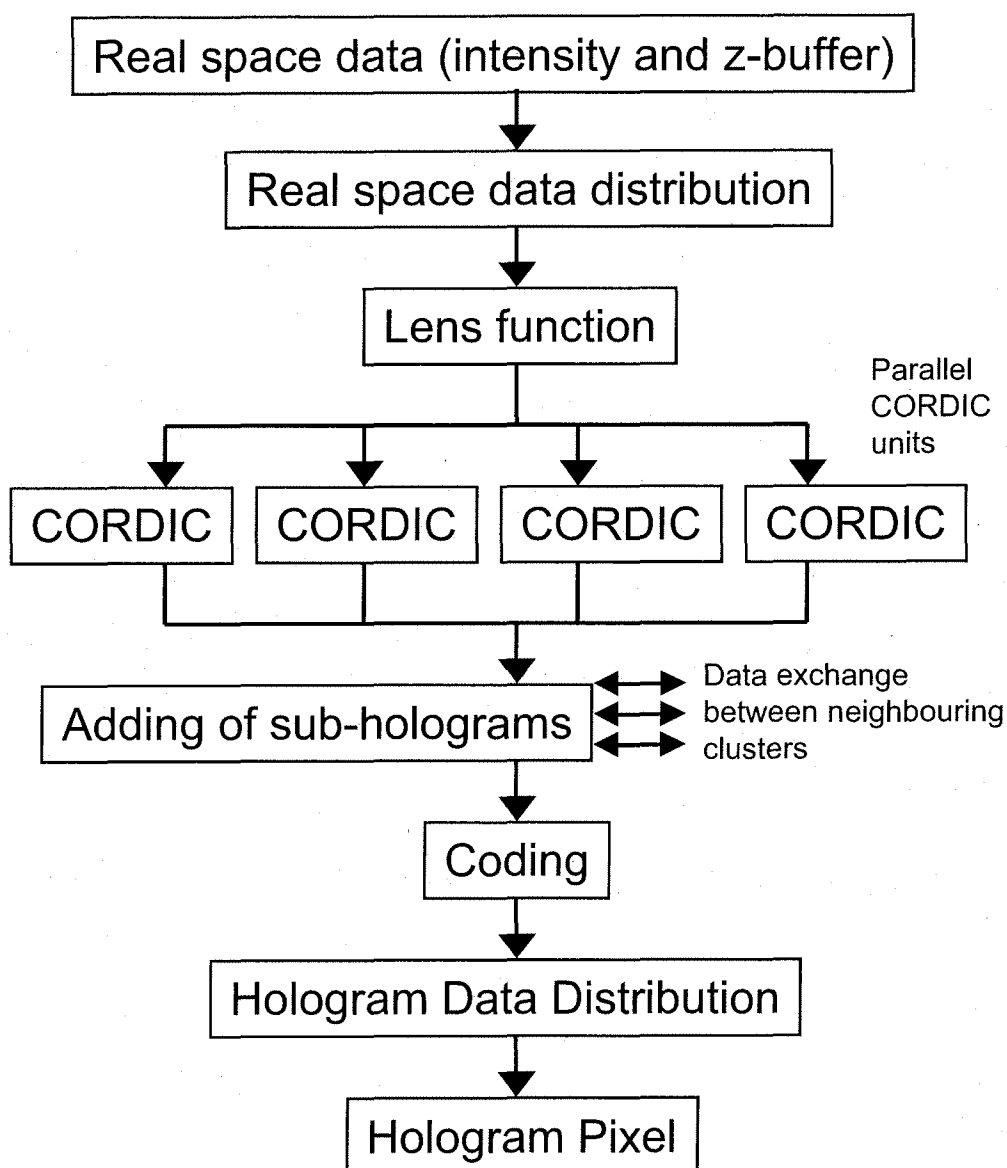 Real space data (intensity and z-buffer)
Real space data distribution
Lens function
Parallel
CORDIC
units
CORDIC
CORDIC
CORDIC
CORDIC
Adding of sub-holograms
Data exchange
between neighbouring
clusters
Coding
Hologram Data Distribution
Hologram Pixel